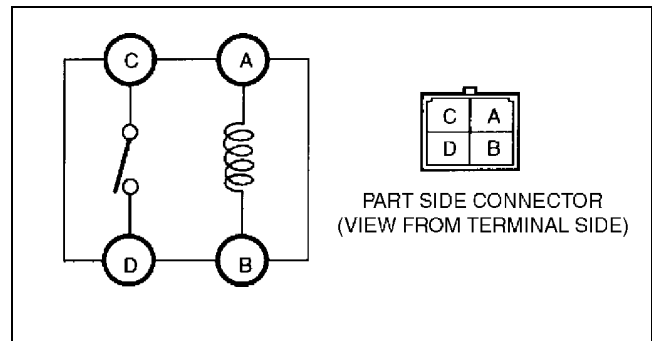 C A
C A
D B
PART SIDE CONNECTOR
(VIEW FROM TERMINAL SIDE)
D B